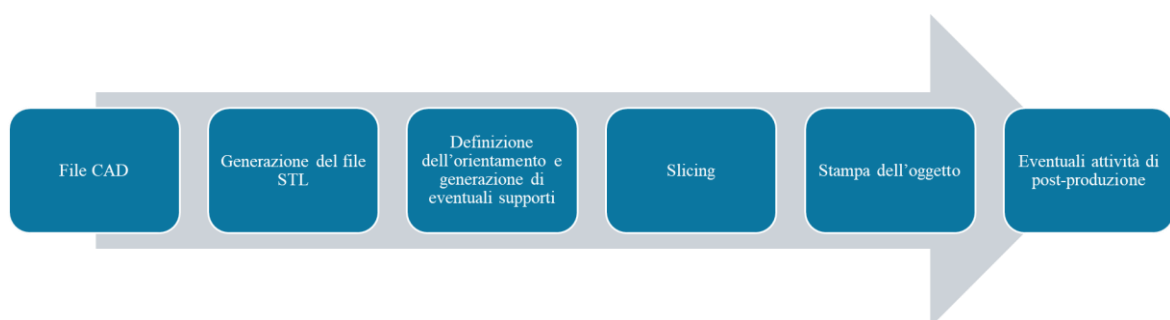 File CAD
Generazione del file
STL
Definizione
dell'orientamento e
generazione di
eventuali supporti
Slicing
Stampa dell'oggetto
Eventuali attività di
post-produzione